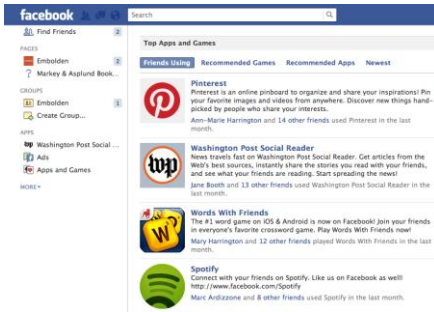 facebook
Search
Find Friends 2
PAGES
Embolden 2
Markey & Asplund Book...
GROUPS
Embolden 1
Create Group...
APPS
Washington Post Social ...
Ads
Apps and Games
MORE
Top Apps and Games
Friends Using Recommended Games Recommended Apps Newest
Pinterest
Pinterest is an online pinboard to organize and share your inspirations! Pin
your favorite images and videos from anywhere. Discover new things hand-
picked by people who share your interests.
Ann-Marie Harrington and 14 other friends used Pinterest in the last
month.
Washington Post Social Reader
News travels fast on Washington Post Social Reader. Get articles from the
Web's best sources, instantly share the stories you read with your friends,
and see what your friends are reading. Start spreading the news!
Jane Booth and 13 other friends used Washington Post Social Reader in the
last month.
Words With Friends
The #1 word game on iOS & Android is now on Facebook! Join your friends
in everyone's favorite crossword game. Play Words With Friends now!
Mary Harrington and 12 other friends played Words With Friends in the last
month.
Spotify
Connect with your friends on Spotify. Like us on Facebook as well!
http://www.facebook.com/Spotify
Marc Ardizzone and 8 other friends used Spotify in the last month.